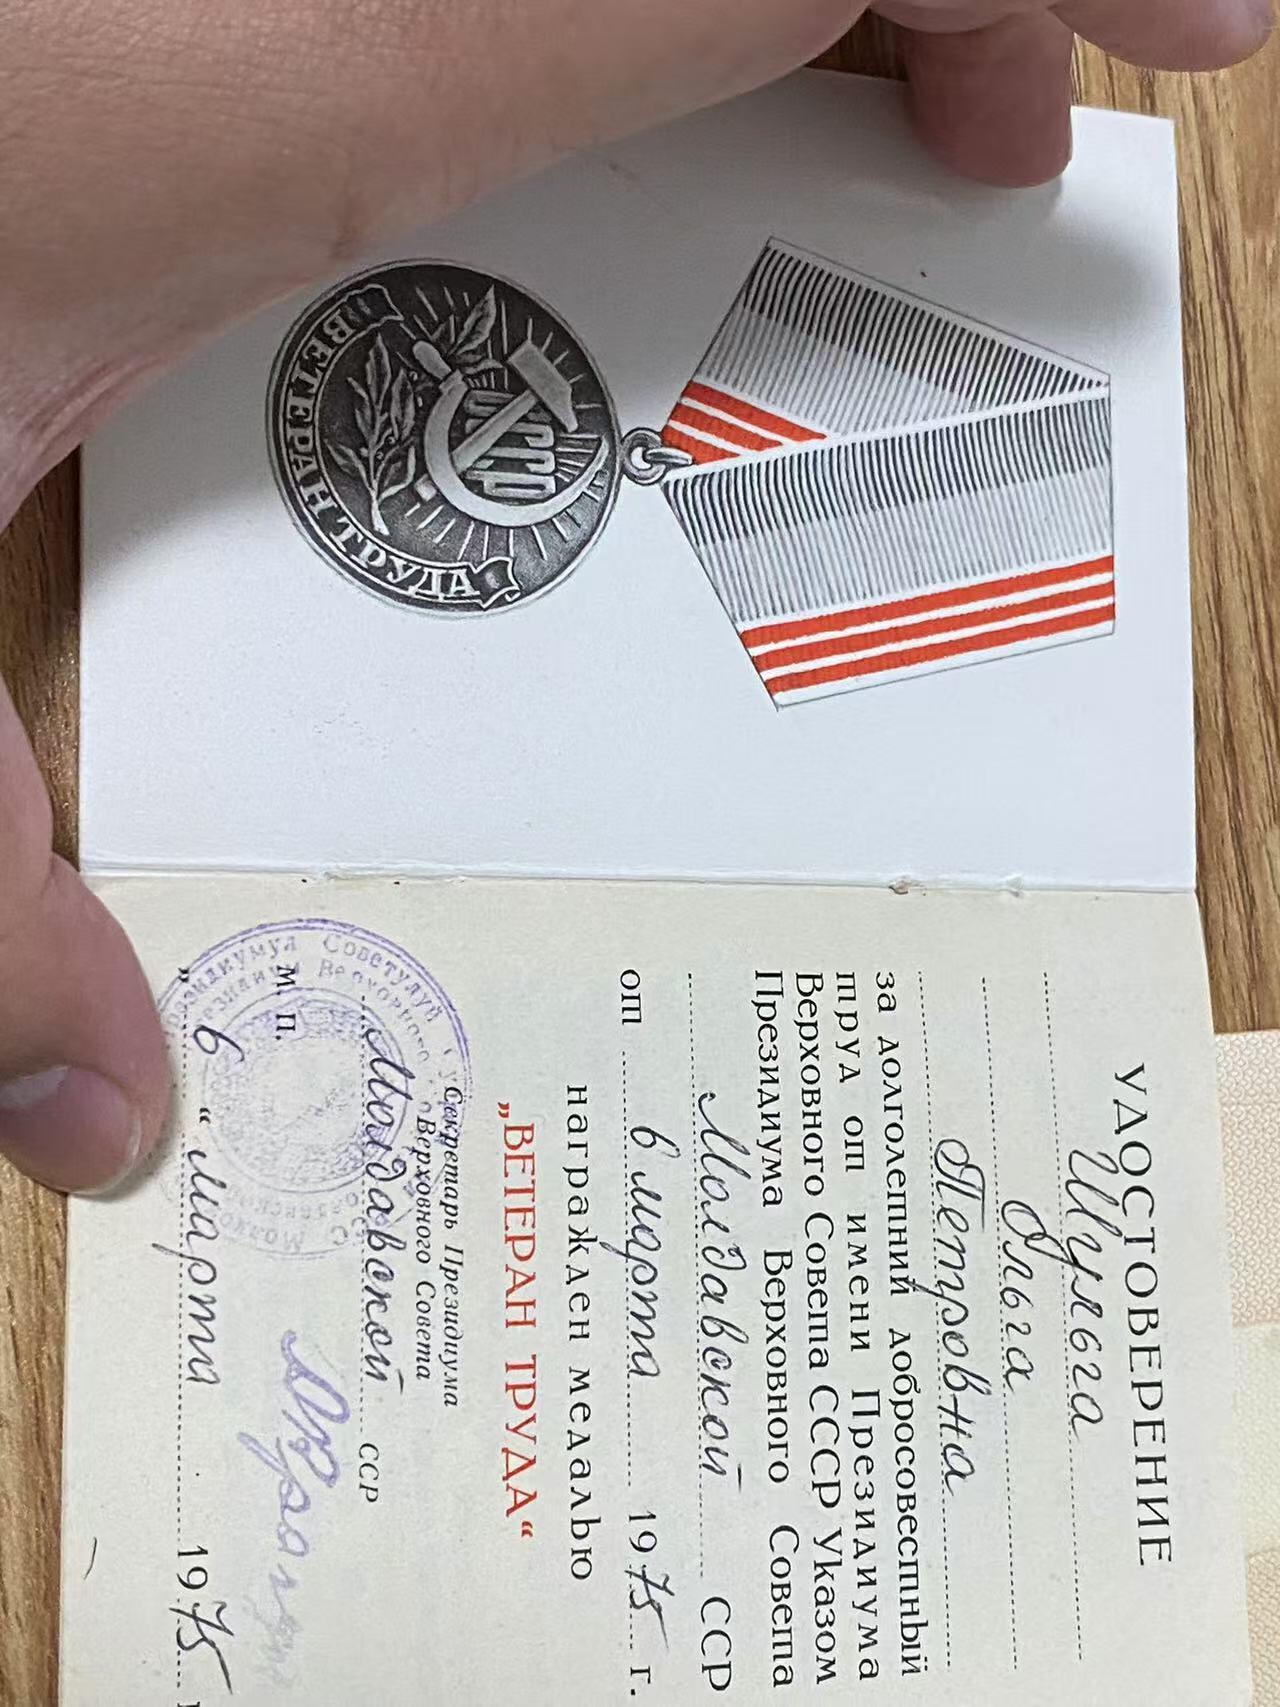 СССР
ВЕТЕРАН ТРУДА
УДОСТОВЕРЕНИЕ
Шульга
Ольга
Петровна
за долголетний добросовестный
труд от имени Президиума
Верховного Совета СССР Указом
Президиума Верховного Совета
Молдавской ССР
от 6 марта 1975 г.
награжден медалью
„ВЕТЕРАН ТРУДА“
Секретарь Президиума
Верховного Совета
Молдавской ССР
М. П.
„ 6 “ марта 1975